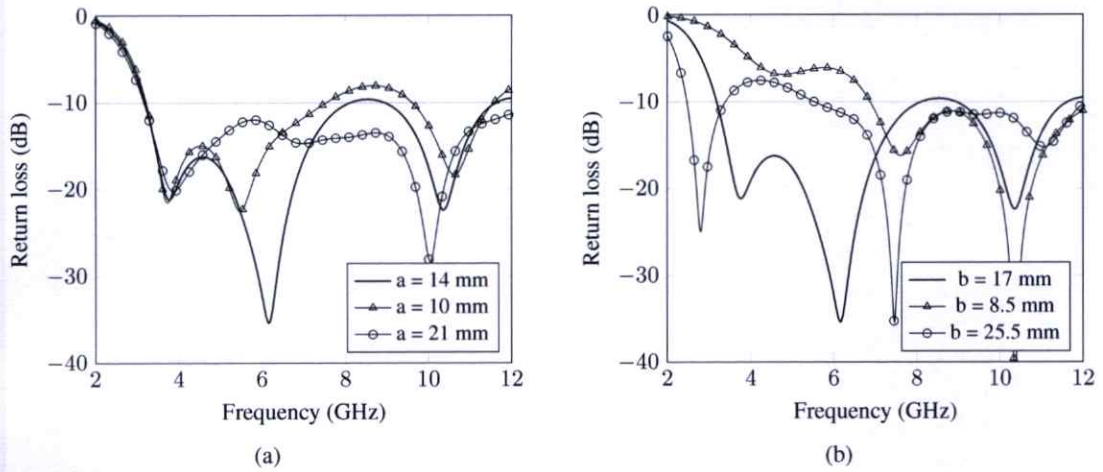 0
−10
−20
−30
−40
Return loss (dB)
a = 14 mm
a = 10 mm
a = 21 mm
2
4
6
8
10
12
Frequency (GHz)
(a)
0
−10
−20
−30
−40
Return loss (dB)
b = 17 mm
b = 8.5 mm
b = 25.5 mm
2
4
6
8
10
12
Frequency (GHz)
(b)